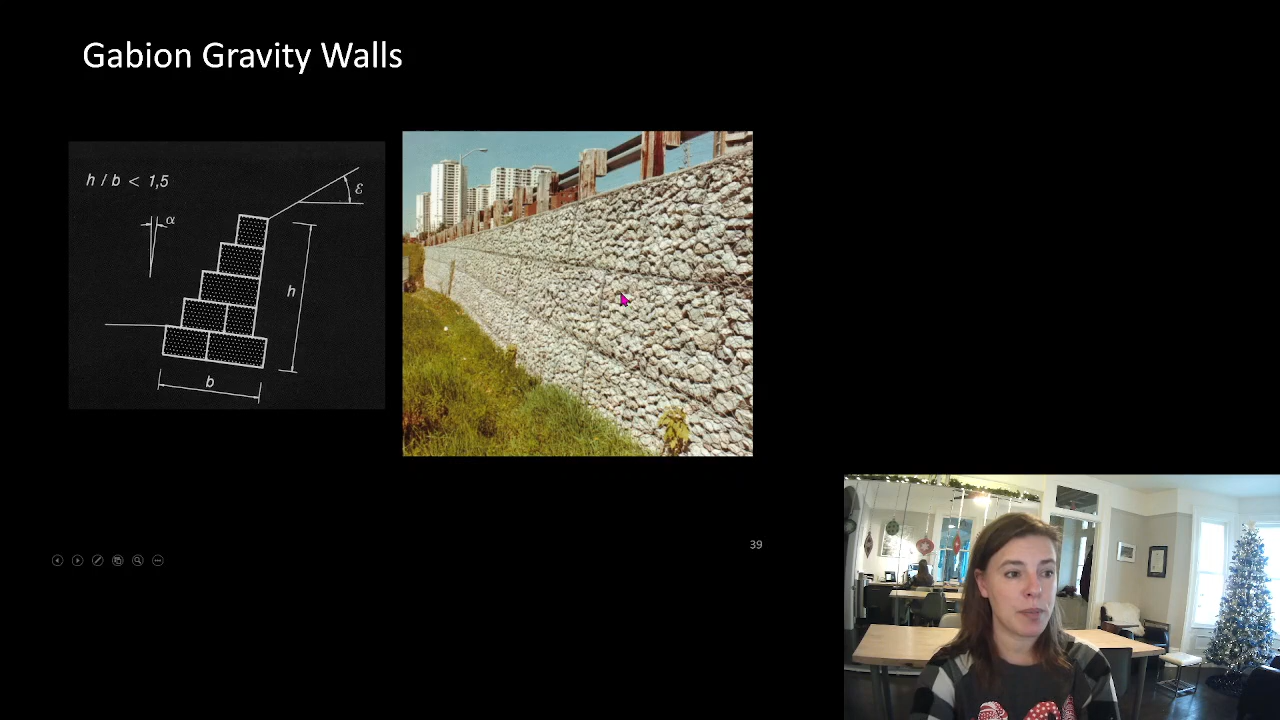 Gabion Gravity Walls
h / b < 1,5
α
ε
h
b
39